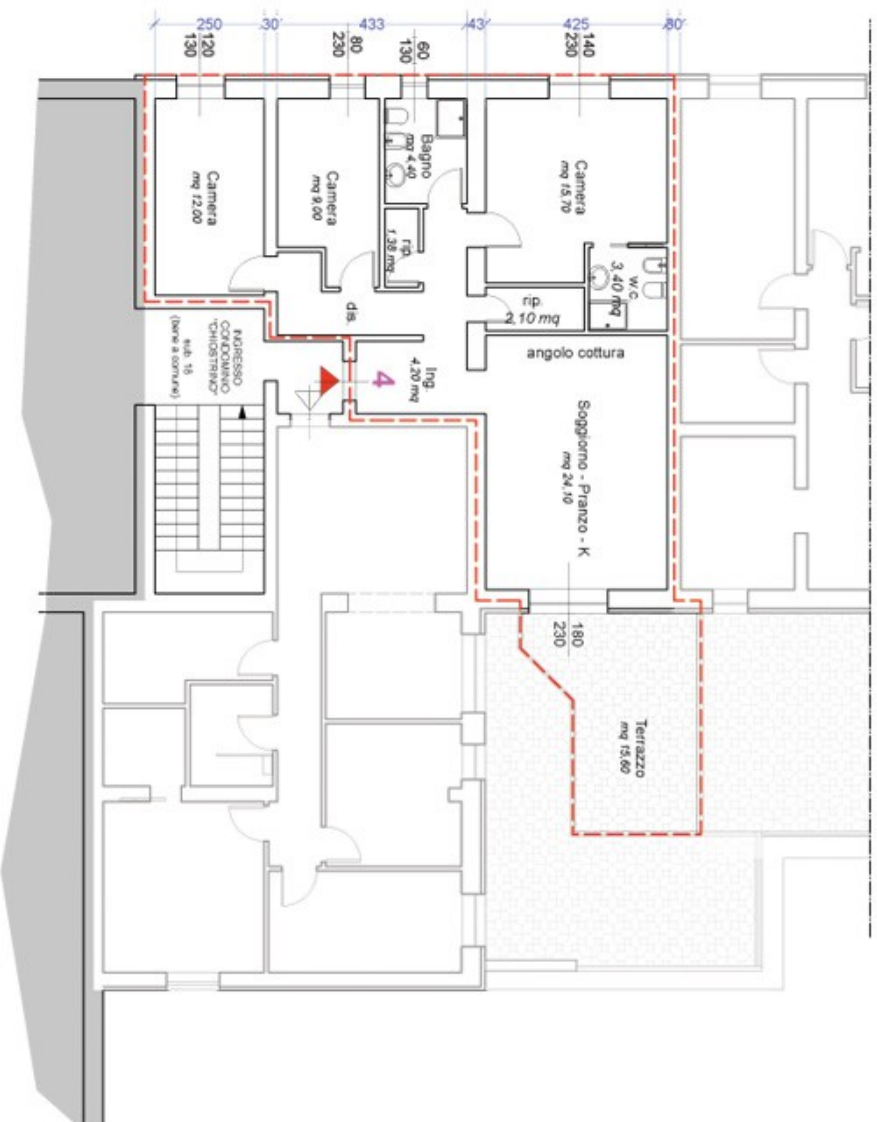 250 30' 433 43' 425 80'
120
130
80
230
60
130
140
230
Camera
mq 12,00
Camera
mq 9,00
Bagno
mq 4,40
rip.
1,38 mq
Camera
mq 15,70
w.c.
3,40 mq
rip.
2,10 mq
dis.
angolo cottura
Ing.
4,20 mq
4
INGRESSO
CONDOMINIO
"CHIOSTRINO"
sub 18
(bene a comune)
Soggiorno - Pranzo - K
mq 24,10
180
230
Terrazzo
mq 15,60